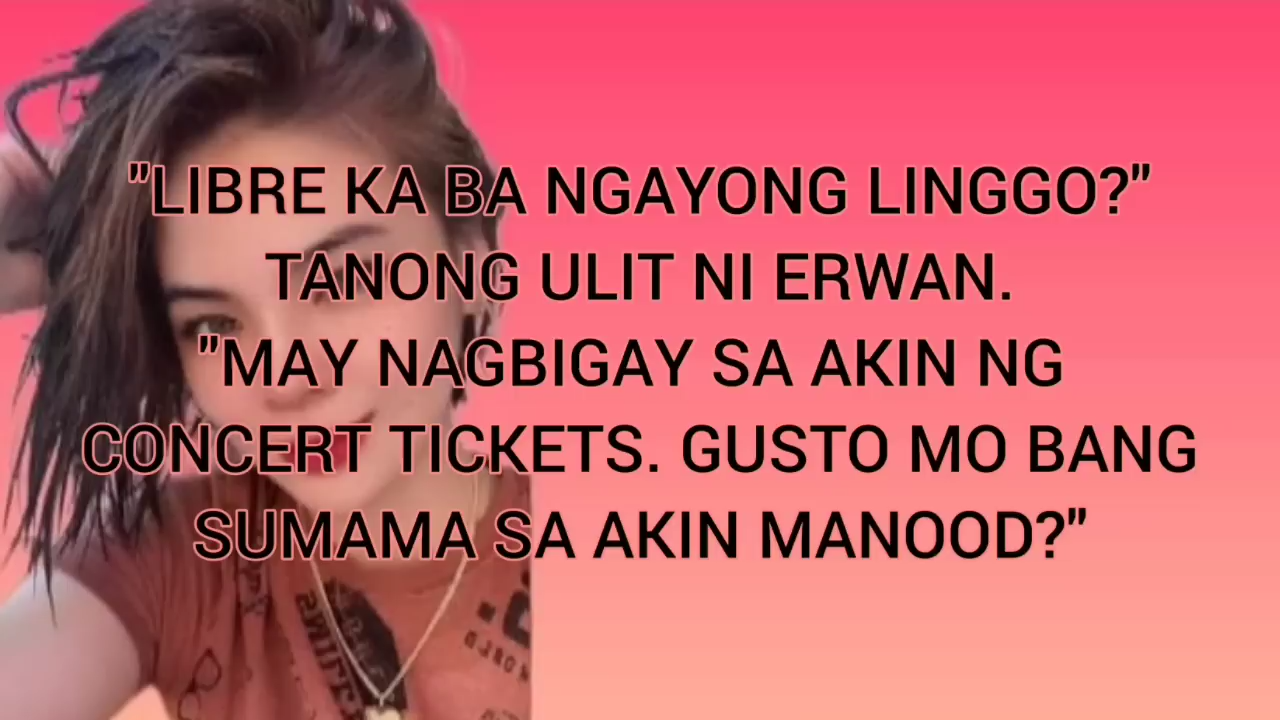 "LIBRE KA BA NGAYONG LINGGO?"
TANONG ULIT NI ERWAN.
"MAY NAGBIGAY SA AKIN NG
CONCERT TICKETS. GUSTO MO BANG
SUMAMA SA AKIN MANOOD?"